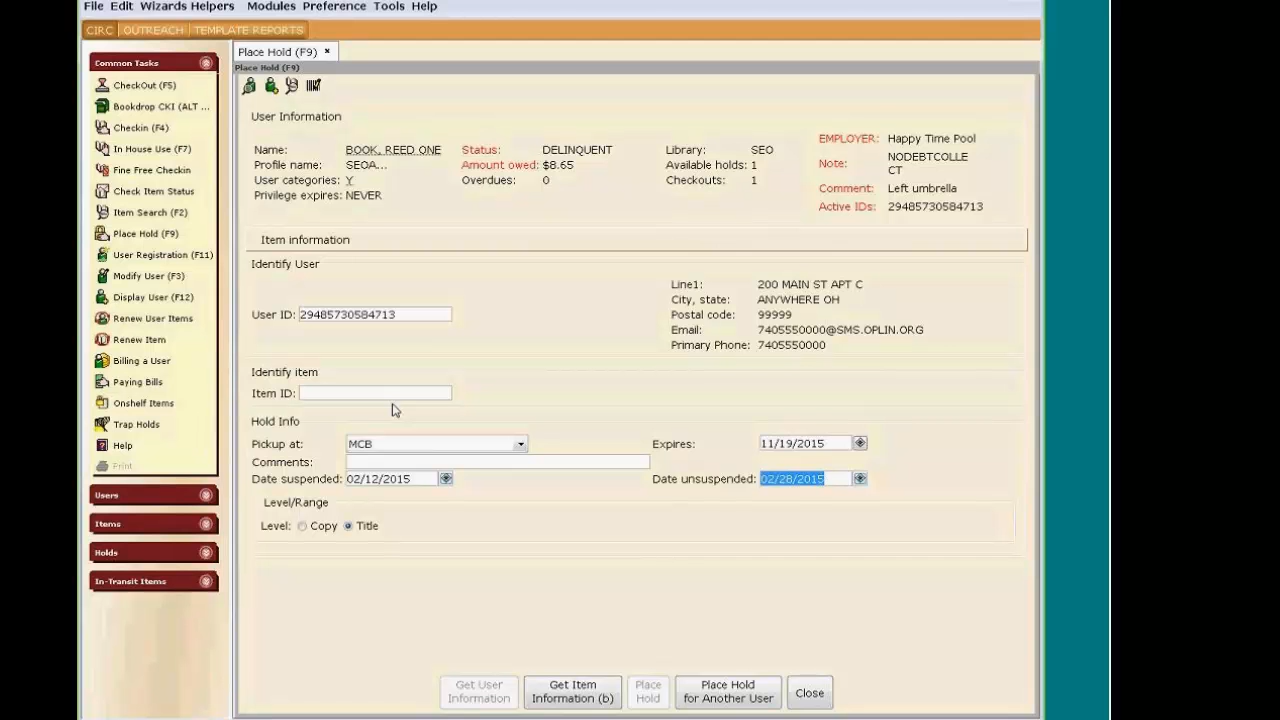 File Edit Wizards Helpers Modules Preference Tools Help
CIRC OUTREACH TEMPLATE REPORTS
Place Hold (F9) ×
Common Tasks
Place Hold (F9)
CheckOut (F5)
Bookdrop CKI (ALT ...
Checkin (F4)
In House Use (F7)
Fine Free Checkin
Check Item Status
Item Search (F2)
Place Hold (F9)
User Registration (F11)
Modify User (F3)
Display User (F12)
Renew User Items
Renew Item
Billing a User
Paying Bills
Onshelf Items
Trap Holds
Help
Print
Users
Items
Holds
In-Transit Items
User Information
Name: BOOK, REED ONE Status: DELINQUENT Library: SEO
Profile name: SEOA... Amount owed: $8.65 Available holds: 1
User categories: Y Overdues: 0 Checkouts: 1
Privilege expires: NEVER
EMPLOYER: Happy Time Pool
Note: NODEBTCOLLE
CT
Comment: Left umbrella
Active IDs: 29485730584713
Item information
Identify User
User ID: 29485730584713
Line1: 200 MAIN ST APT C
City, state: ANYWHERE OH
Postal code: 99999
Email: 7405550000@SMS.OPLIN.ORG
Primary Phone: 7405550000
Identify item
Item ID:
Hold Info
Pickup at: MCB Expires: 11/19/2015
Comments:
Date suspended: 02/12/2015 Date unsuspended: 02/28/2015
Level/Range
Level: Copy Title
Get User
Information
Get Item
Information (b)
Place
Hold
Place Hold
for Another User
Close